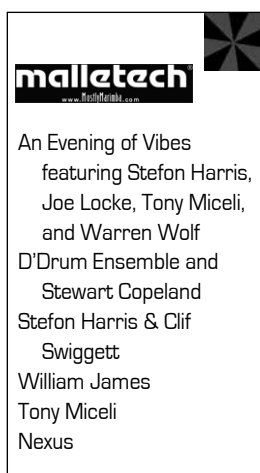 malletech®
www.MostlyMarimba.com
An Evening of Vibes
featuring Stefon Harris,
Joe Locke, Tony Miceli,
and Warren Wolf
D'Drum Ensemble and
Stewart Copeland
Stefon Harris & Clif
Swiggett
William James
Tony Miceli
Nexus